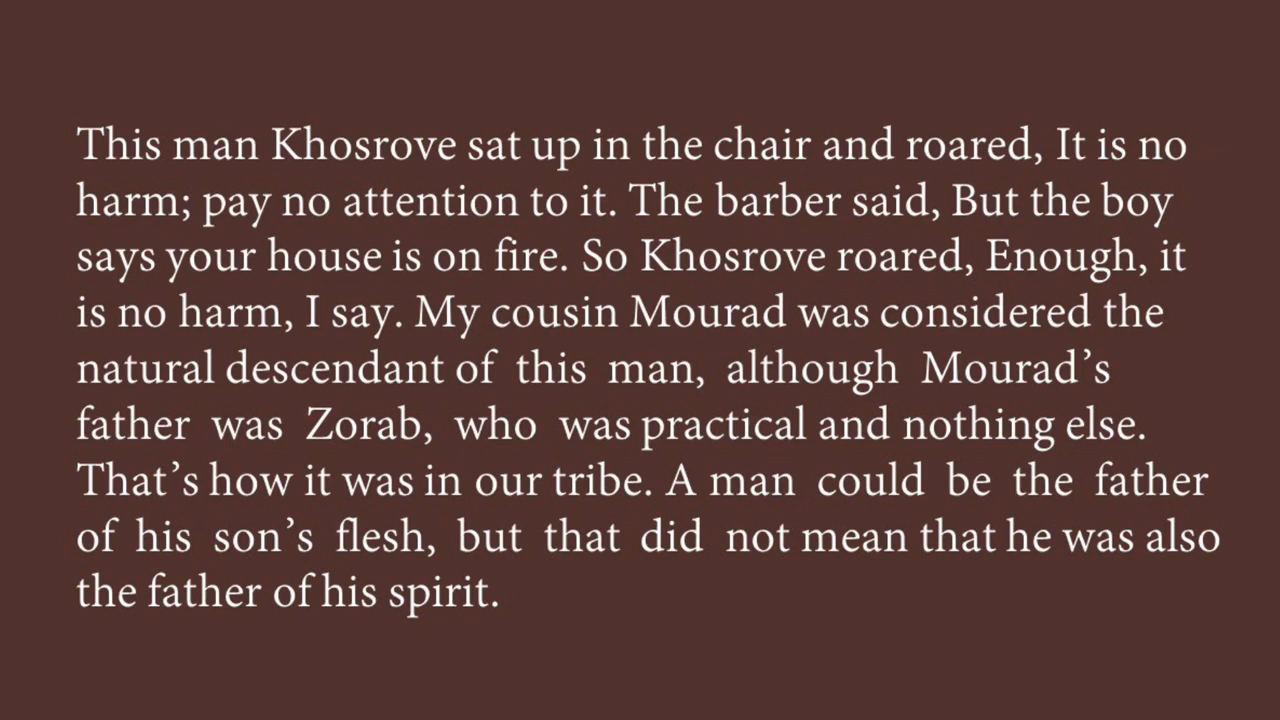 This man Khosrove sat up in the chair and roared, It is no
harm; pay no attention to it. The barber said, But the boy
says your house is on fire. So Khosrove roared, Enough, it
is no harm, I say. My cousin Mourad was considered the
natural descendant of this man, although Mourad’s
father was Zorab, who was practical and nothing else.
That’s how it was in our tribe. A man could be the father
of his son’s flesh, but that did not mean that he was also
the father of his spirit.